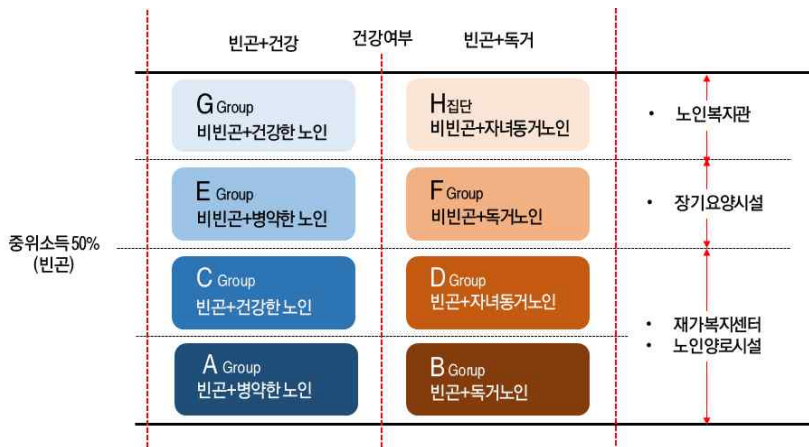 빈곤+건강
건강여부
빈곤+독거
G Group
비빈곤+건강한 노인
H집단
비빈곤+자녀동거노인
• 노인복지관
E Group
비빈곤+병약한 노인
F Group
비빈곤+독거노인
• 장기요양시설
중위소득 50%
(빈곤)
C Group
빈곤+건강한 노인
D Group
빈곤+자녀동거노인
• 재가복지센터
• 노인양로시설
A Group
빈곤+병약한 노인
B Gorup
빈곤+독거노인